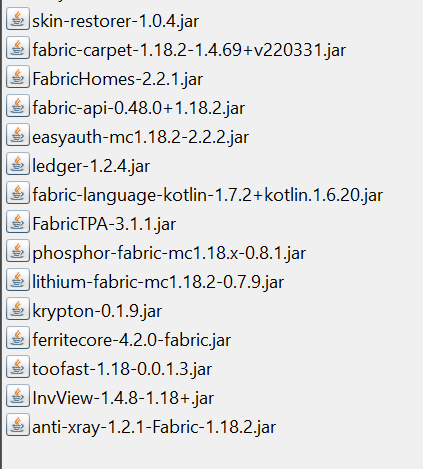 skin-restorer-1.0.4.jar
fabric-carpet-1.18.2-1.4.69+v220331.jar
FabricHomes-2.2.1.jar
fabric-api-0.48.0+1.18.2.jar
easyauth-mc1.18.2-2.2.2.jar
ledger-1.2.4.jar
fabric-language-kotlin-1.7.2+kotlin.1.6.20.jar
FabricTPA-3.1.1.jar
phosphor-fabric-mc1.18.x-0.8.1.jar
lithium-fabric-mc1.18.2-0.7.9.jar
krypton-0.1.9.jar
ferritecore-4.2.0-fabric.jar
toofast-1.18-0.0.1.3.jar
InvView-1.4.8-1.18+.jar
anti-xray-1.2.1-Fabric-1.18.2.jar